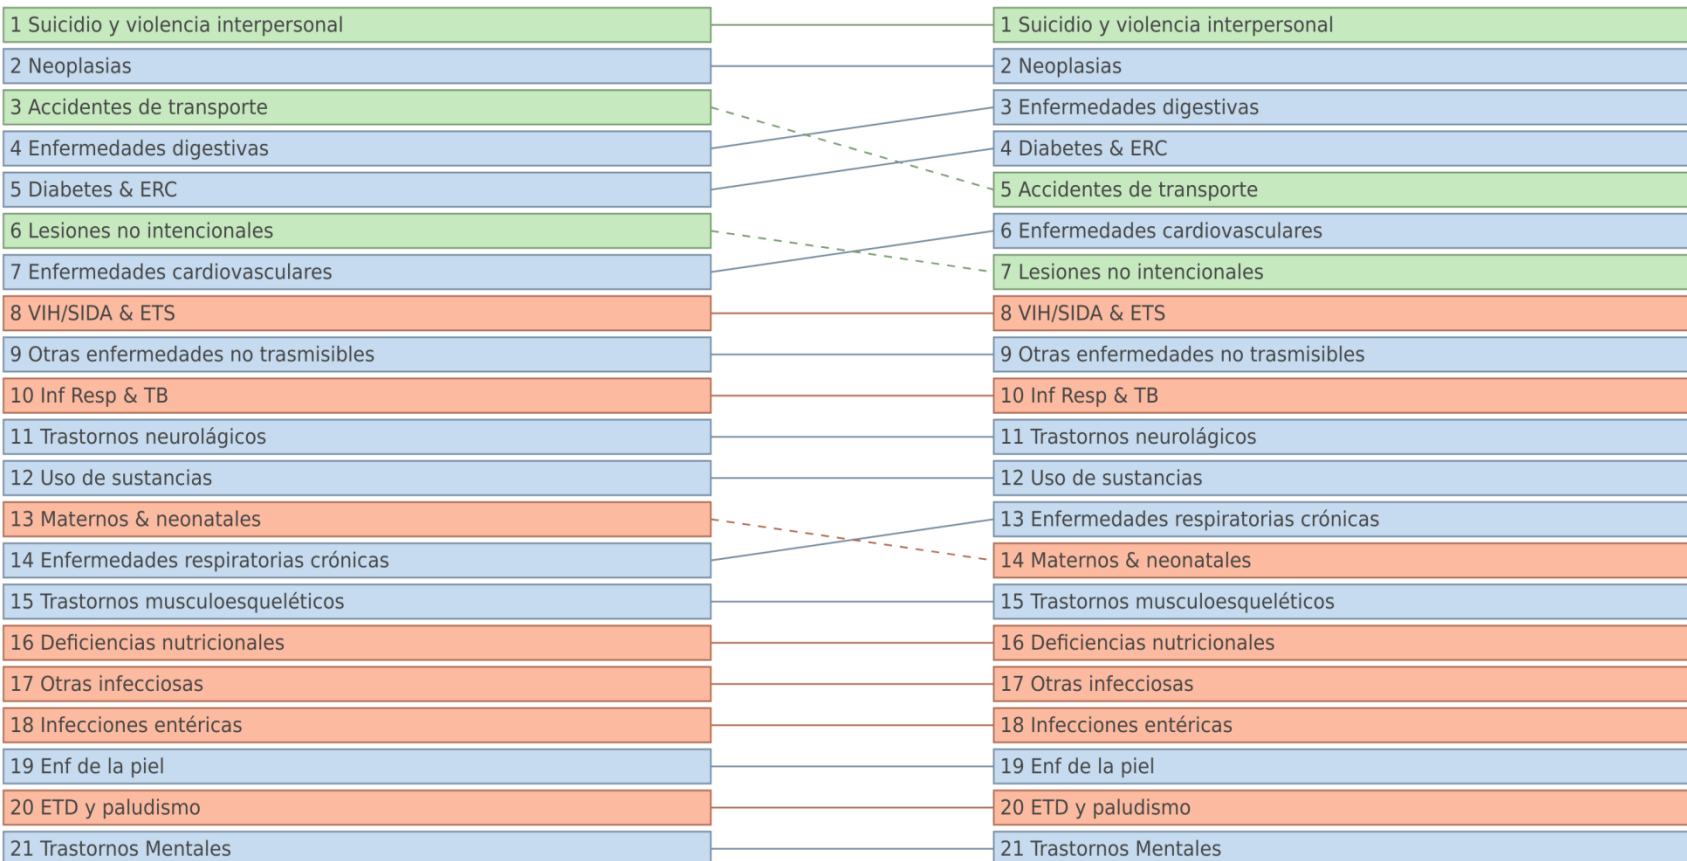 1 Suicidio y violencia interpersonal
2 Neoplasias
3 Accidentes de transporte
4 Enfermedades digestivas
5 Diabetes & ERC
6 Lesiones no intencionales
7 Enfermedades cardiovasculares
8 VIH/SIDA & ETS
9 Otras enfermedades no trasmisibles
10 Inf Resp & TB
11 Trastornos neurolágicos
12 Uso de sustancias
13 Maternos & neonatales
14 Enfermedades respiratorias crónicas
15 Trastornos musculoesqueléticos
16 Deficiencias nutricionales
17 Otras infecciosas
18 Infecciones entéricas
19 Enf de la piel
20 ETD y paludismo
21 Trastornos Mentales
1 Suicidio y violencia interpersonal
2 Neoplasias
3 Enfermedades digestivas
4 Diabetes & ERC
5 Accidentes de transporte
6 Enfermedades cardiovasculares
7 Lesiones no intencionales
8 VIH/SIDA & ETS
9 Otras enfermedades no trasmisibles
10 Inf Resp & TB
11 Trastornos neurolágicos
12 Uso de sustancias
13 Enfermedades respiratorias crónicas
14 Maternos & neonatales
15 Trastornos musculoesqueléticos
16 Deficiencias nutricionales
17 Otras infecciosas
18 Infecciones entéricas
19 Enf de la piel
20 ETD y paludismo
21 Trastornos Mentales